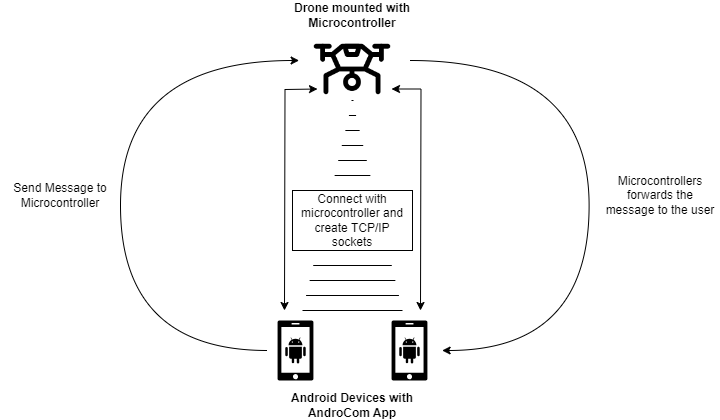 Drone mounted with
Microcontroller
Send Message to
Microcontroller
Connect with
microcontroller and
create TCP/IP
sockets
Microcontrollers
forwards the
message to the user
Android Devices with
AndroCom App